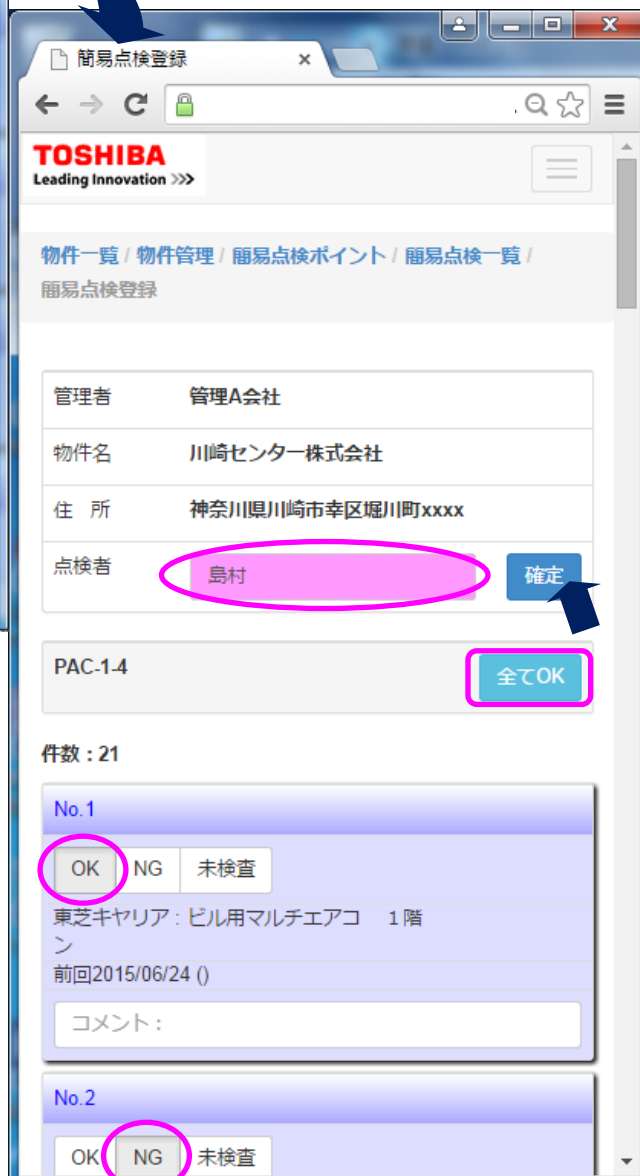 簡易点検登録
TOSHIBA
Leading Innovation >>>
物件一覧 / 物件管理 / 簡易点検ポイント / 簡易点検一覧 /
簡易点検登録
管理者 管理A会社
物件名 川崎センター株式会社
住 所 神奈川県川崎市幸区堀川町xxxx
点検者 島村 確定
PAC-1-4 全てOK
件数：21
No.1
OK NG 未検査
東芝キヤリア : ビル用マルチエアコ 1階
ン
前回2015/06/24 ()
コメント：
No.2
OK NG 未検査